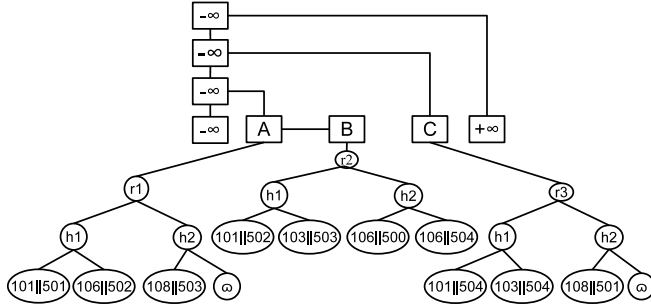 -∞
-∞
-∞
-∞ A B C +∞
r2
r1 h1 h2 r3
101||502 103||503 106||500 106||504
h1 h2 h1 h2
101||501 106||502 108||503 ϖ 101||504 103||504 108||501 ϖ